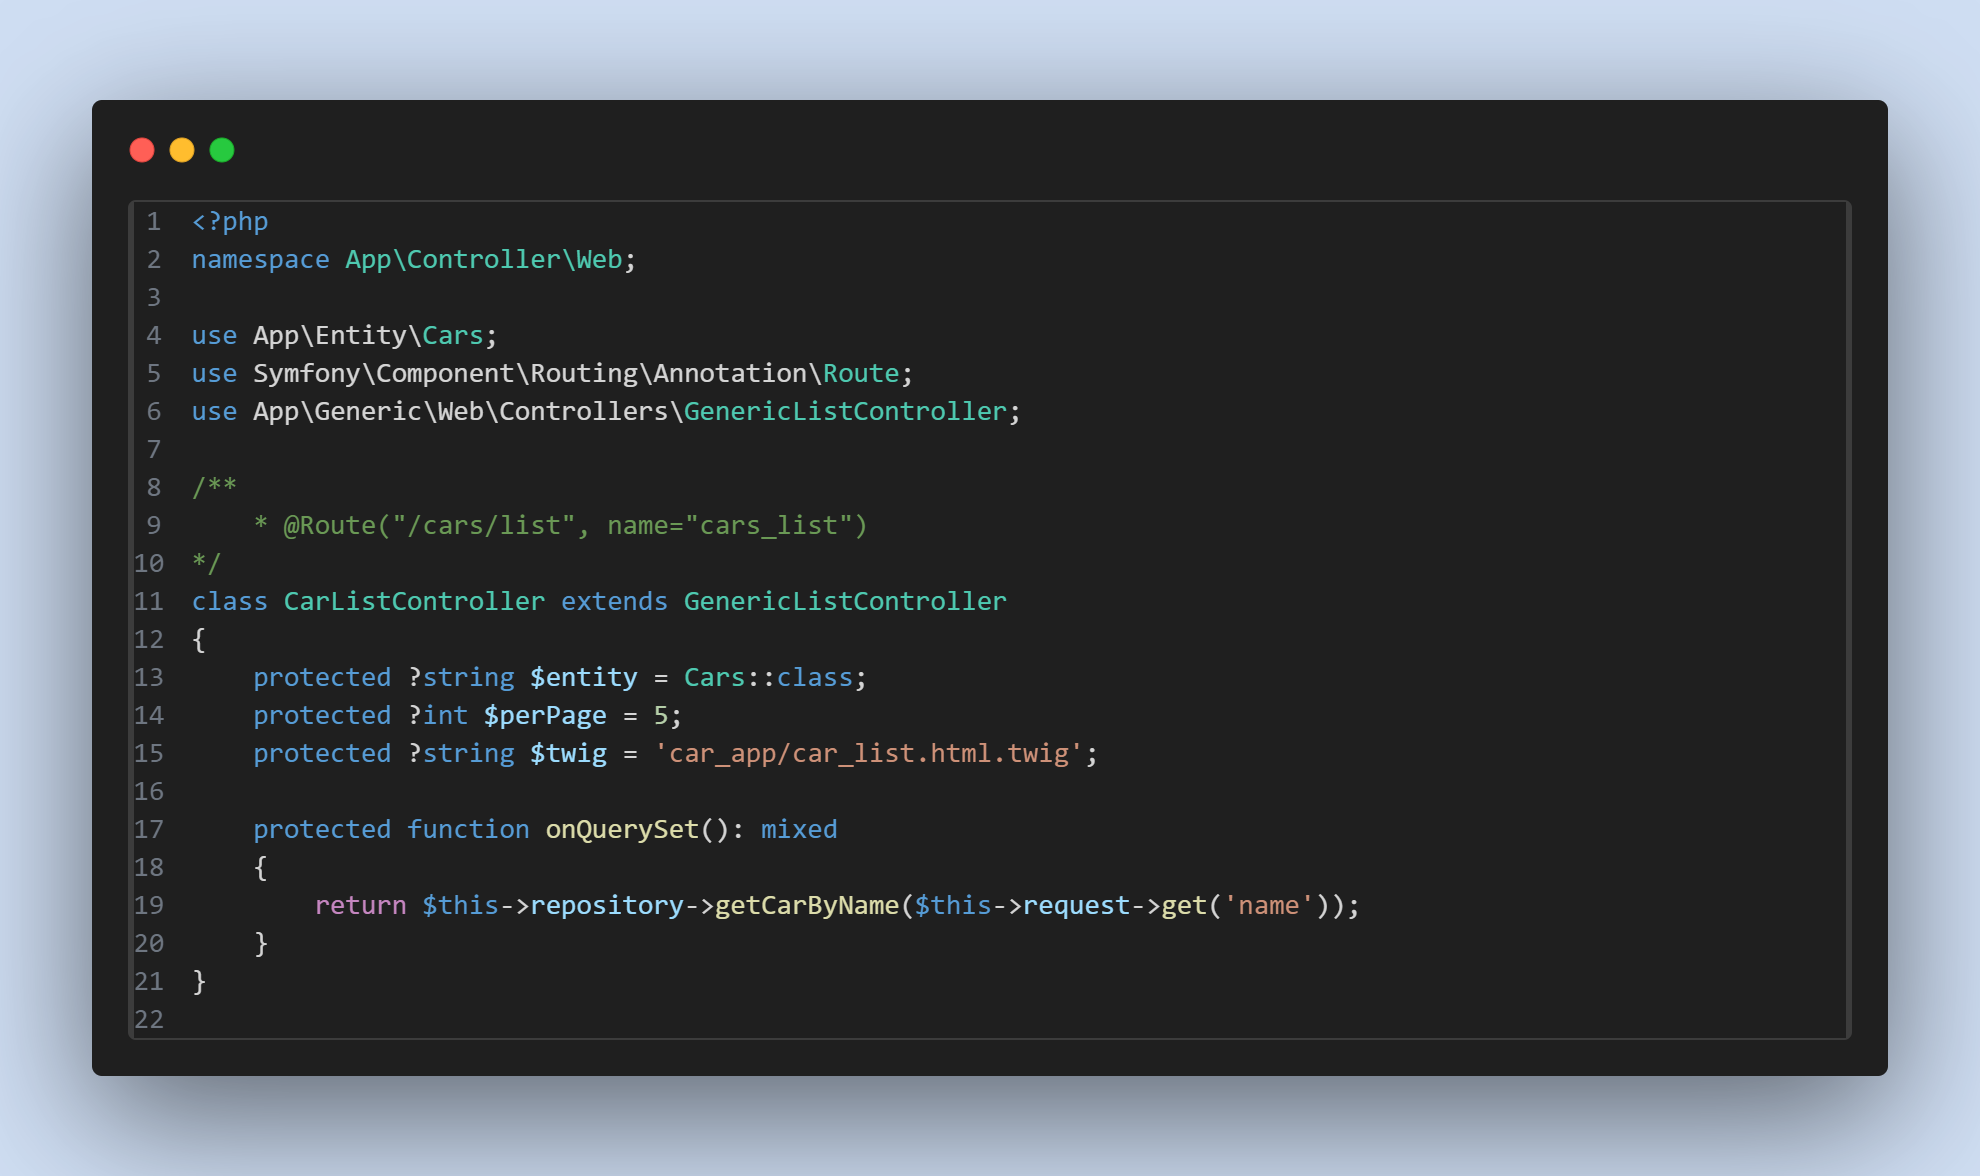 1 <?php
2 namespace App\Controller\Web;
3
4 use App\Entity\Cars;
5 use Symfony\Component\Routing\Annotation\Route;
6 use App\Generic\Web\Controllers\GenericListController;
7
8 /**
9     * @Route("/cars/list", name="cars_list")
10 */
11 class CarListController extends GenericListController
12 {
13     protected ?string $entity = Cars::class;
14     protected ?int $perPage = 5;
15     protected ?string $twig = 'car_app/car_list.html.twig';
16
17     protected function onQuerySet(): mixed
18     {
19         return $this->repository->getCarByName($this->request->get('name'));
20     }
21 }
22